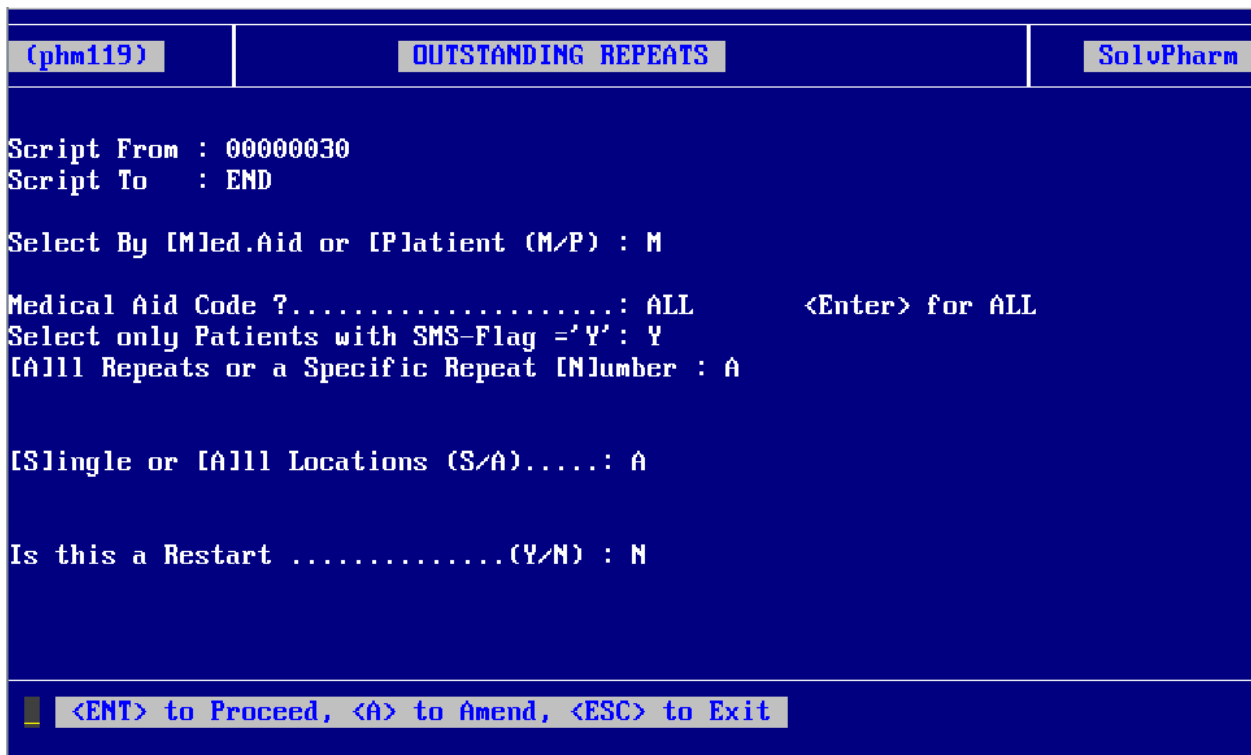 (phm119) OUTSTANDING REPEATS SolvPharm
Script From : 00000030
Script To   : END
Select By [M]ed.Aid or [P]atient (M/P) : M
Medical Aid Code ?......................: ALL <Enter> for ALL
Select only Patients with SMS-Flag ='Y': Y
[A]ll Repeats or a Specific Repeat [N]umber : A
[S]ingle or [A]ll Locations (S/A).....: A
Is this a Restart ..............(Y/N) : N
<ENT> to Proceed, <A> to Amend, <ESC> to Exit